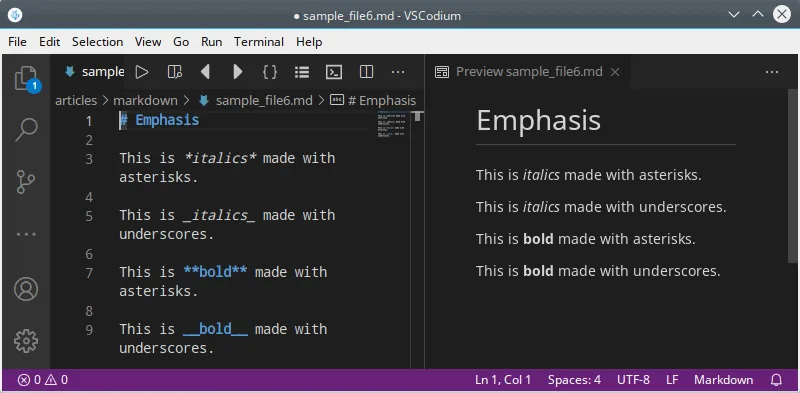 ● sample_file6.md - VSCodium
File Edit Selection View Go Run Terminal Help
sample
Preview sample_file6.md
articles > markdown > sample_file6.md > abc # Emphasis
1 # Emphasis
2
3 This is *italics* made with
asterisks.
4
5 This is _italics_ made with
underscores.
6
7 This is **bold** made with
asterisks.
8
9 This is __bold__ made with
underscores.
Emphasis
This is italics made with asterisks.
This is italics made with underscores.
This is bold made with asterisks.
This is bold made with underscores.
1
0 0 Ln 1, Col 1 Spaces: 4 UTF-8 LF Markdown